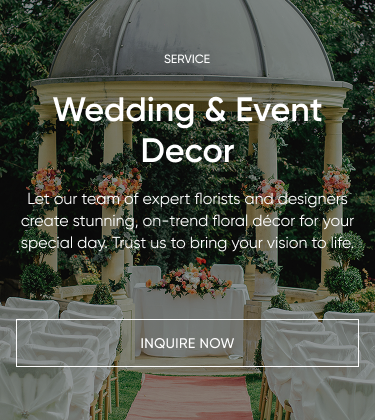 SERVICE
Wedding & Event
Decor
Let our team of expert florists and designers
create stunning, on-trend floral décor for your
special day. Trust us to bring your vision to life.
INQUIRE NOW